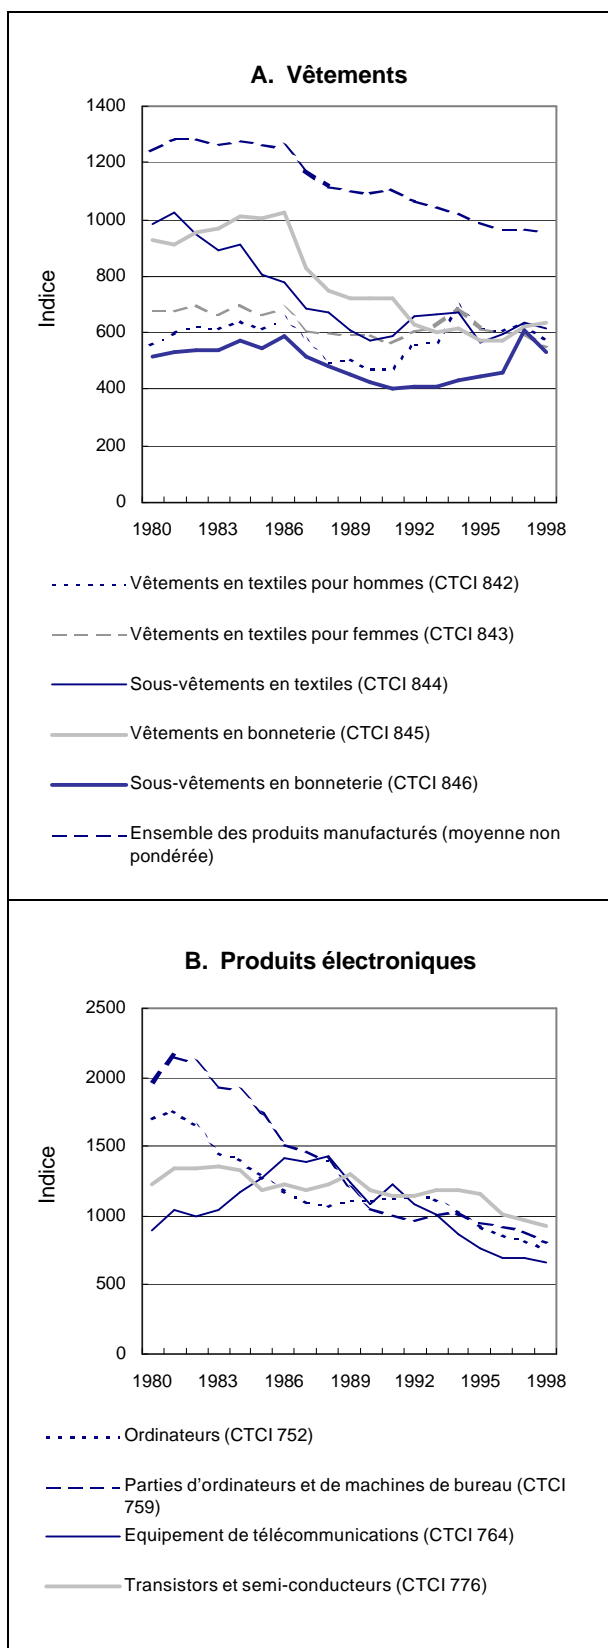 A. Vêtements
1400
1200
1000
800
600
400
200
0
Indice
1980 1983 1986 1989 1992 1995 1998
Vêtements en textiles pour hommes (CTCI 842)
Vêtements en textiles pour femmes (CTCI 843)
Sous-vêtements en textiles (CTCI 844)
Vêtements en bonneterie (CTCI 845)
Sous-vêtements en bonneterie (CTCI 846)
Ensemble des produits manufacturés (moyenne non
pondérée)
B. Produits électroniques
2500
2000
1500
1000
500
0
Indice
1980 1983 1986 1989 1992 1995 1998
Ordinateurs (CTCI 752)
Parties d'ordinateurs et de machines de bureau (CTCI
759)
Equipement de télécommunications (CTCI 764)
Transistors et semi-conducteurs (CTCI 776)